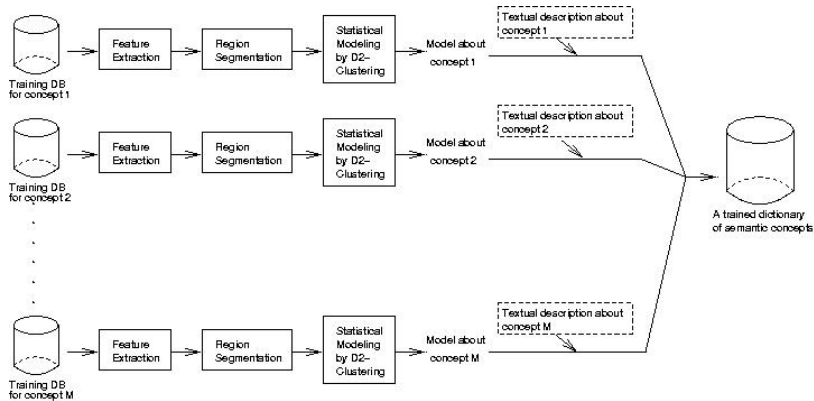 Training DB
for concept 1
Feature
Extraction
Region
Segmentation
Statistical
Modeling
by D2-
Clustering
Model about
concept 1
Textual description about
concept 1
Training DB
for concept 2
Feature
Extraction
Region
Segmentation
Statistical
Modeling
by D2-
Clustering
Model about
concept 2
Textual description about
concept 2
A trained dictionary
of semantic concepts
Training DB
for concept M
Feature
Extraction
Region
Segmentation
Statistical
Modeling
by D2-
Clustering
Model about
concept M
Textual description about
concept M